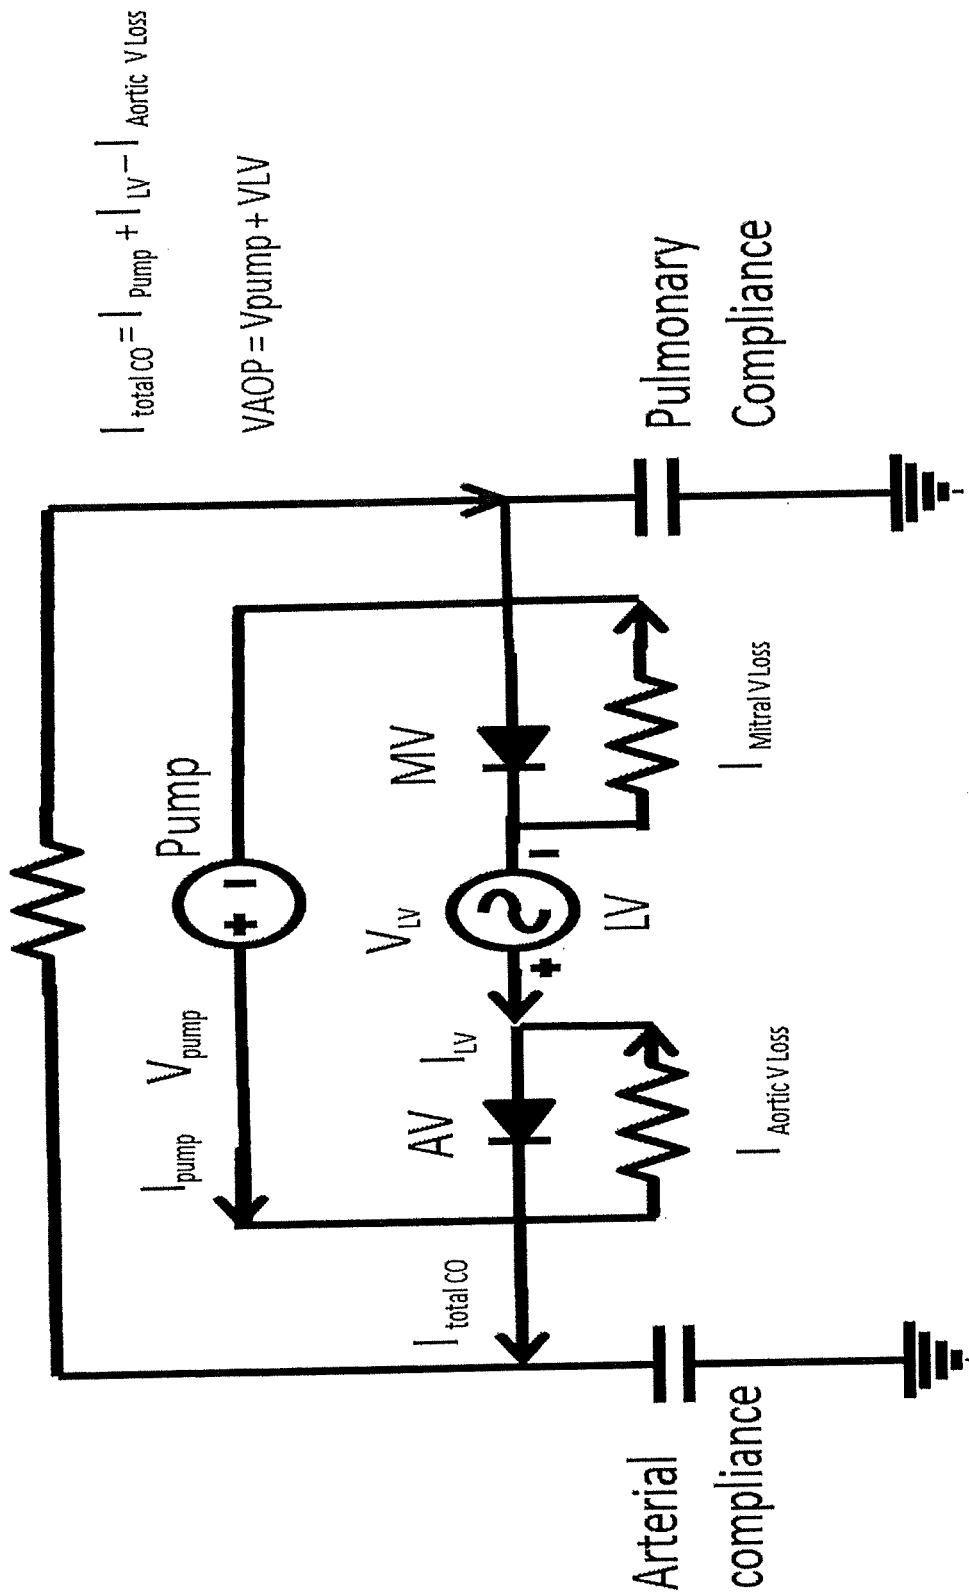 I total CO = I Pump + I LV – I Aortic V Loss
VAOP = Vpump + VLV
Pump
+
–
I pump
V pump
V LV
MV
AV
I LV
+
–
LV
I total CO
I Aortic V Loss
I Mitral V Loss
Arterial
compliance
Pulmonary
Compliance